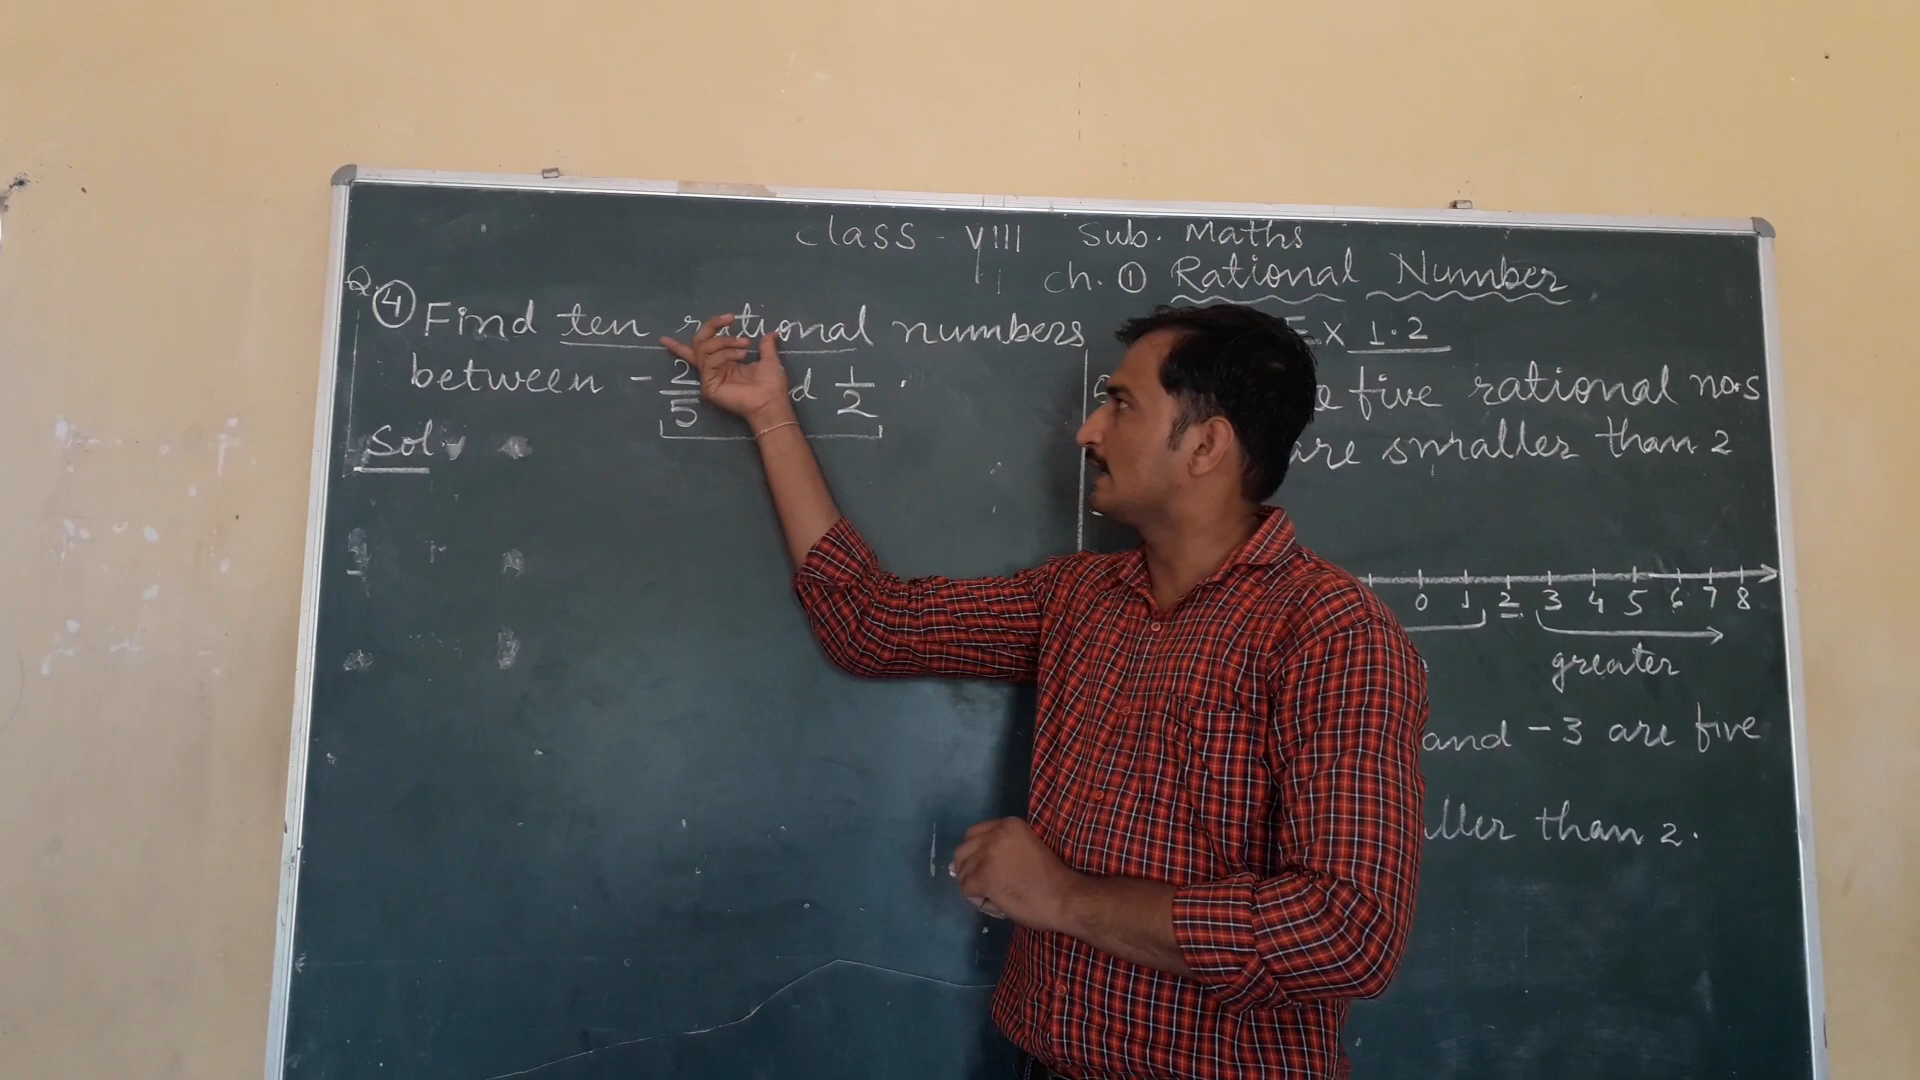 Class - VIII Sub. Maths
Ch. ① Rational Number
Q. ④ Find ten rational numbers
between - 2/5 d 1/2 .
Sol
Ex 1.2
five rational nos
are smaller than 2
0 1 2 3 4 5 6 7 8
greater
and -3 are five
ller than 2.